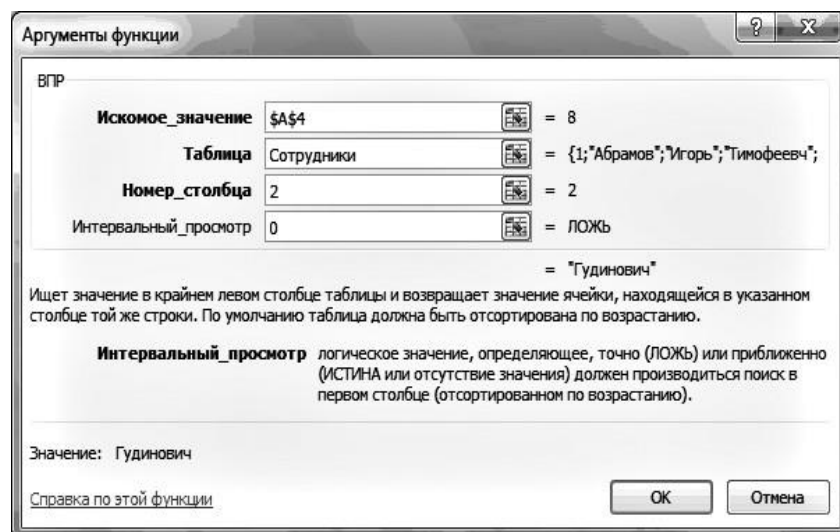 Аргументы функции
ВПР
Искомое_значение $A$4 = 8
Таблица Сотрудники = {1;"Абрамов";"Игорь";"Тимофеевч";
Номер_столбца 2 = 2
Интервальный_просмотр 0 = ЛОЖЬ
= "Гудинович"
Ищет значение в крайнем левом столбце таблицы и возвращает значение ячейки, находящейся в указанном
столбце той же строки. По умолчанию таблица должна быть отсортирована по возрастанию.
Интервальный_просмотр логическое значение, определяющее, точно (ЛОЖЬ) или приближенно
(ИСТИНА или отсутствие значения) должен производиться поиск в
первом столбце (отсортированном по возрастанию).
Значение: Гудинович
Справка по этой функции
ОК Отмена